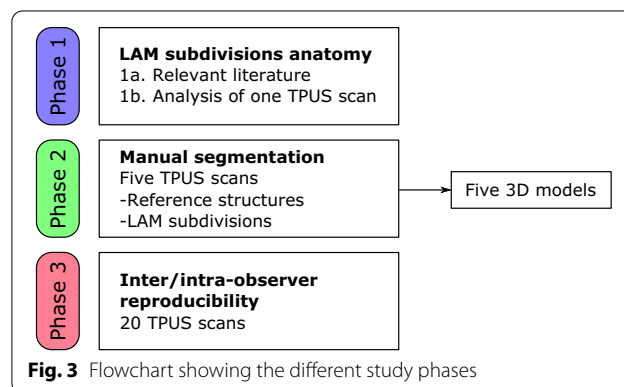 Phase 1
LAM subdivisions anatomy
1a. Relevant literature
1b. Analysis of one TPUS scan
Phase 2
Manual segmentation
Five TPUS scans
-Reference structures
-LAM subdivisions
Five 3D models
Phase 3
Inter/intra-observer
reproducibility
20 TPUS scans
Fig. 3 Flowchart showing the different study phases